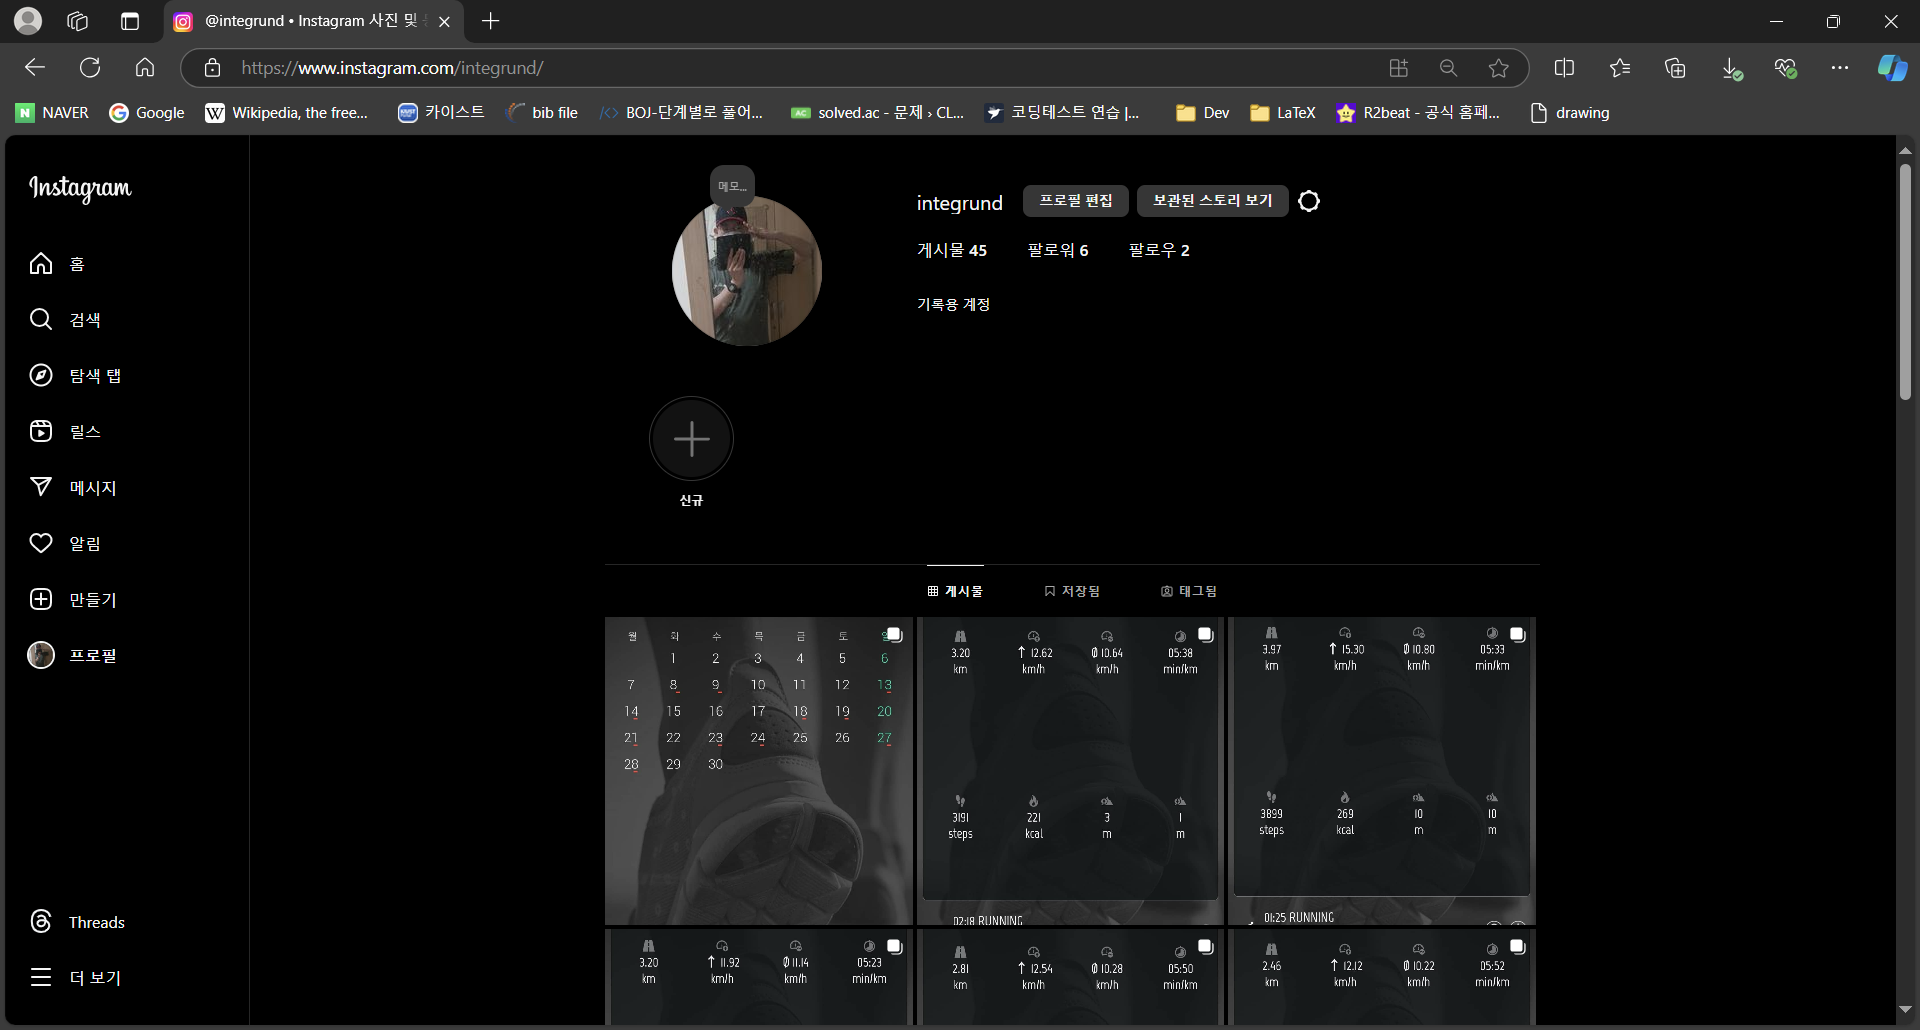 @integrund • Instagram 사진 및
https://www.instagram.com/integrund/
NAVER
Google
Wikipedia, the free...
카이스트
bib file
BOJ-단계별로 풀어...
solved.ac - 문제 › CL...
코딩테스트 연습 |...
Dev
LaTeX
R2beat - 공식 홈페...
drawing
Instagram
홈
검색
탐색 탭
릴스
메시지
알림
만들기
프로필
Threads
더 보기
메모...
integrund
프로필 편집
보관된 스토리 보기
게시물 45
팔로워 6
팔로우 2
기록용 계정
신규
게시물
저장됨
태그됨
월 화 수 목 금 토 일
1 2 3 4 5 6
7 8 9 10 11 12 13
14 15 16 17 18 19 20
21 22 23 24 25 26 27
28 29 30
3.20 ↑ 12.62 Ø 10.64 05:38
km km/h km/h min/km
3191 221 3 1
steps kcal m m
02:18 RUNNING
3.97 ↑ 15.30 Ø 10.80 05:33
km km/h km/h min/km
3899 269 10 10
steps kcal m m
01:25 RUNNING
3.20 ↑ 11.92 Ø 11.14 05:23
km km/h km/h min/km
2.81 ↑ 12.54 Ø 10.28 05:50
km km/h km/h min/km
2.46 ↑ 12.12 Ø 10.22 05:52
km km/h km/h min/km